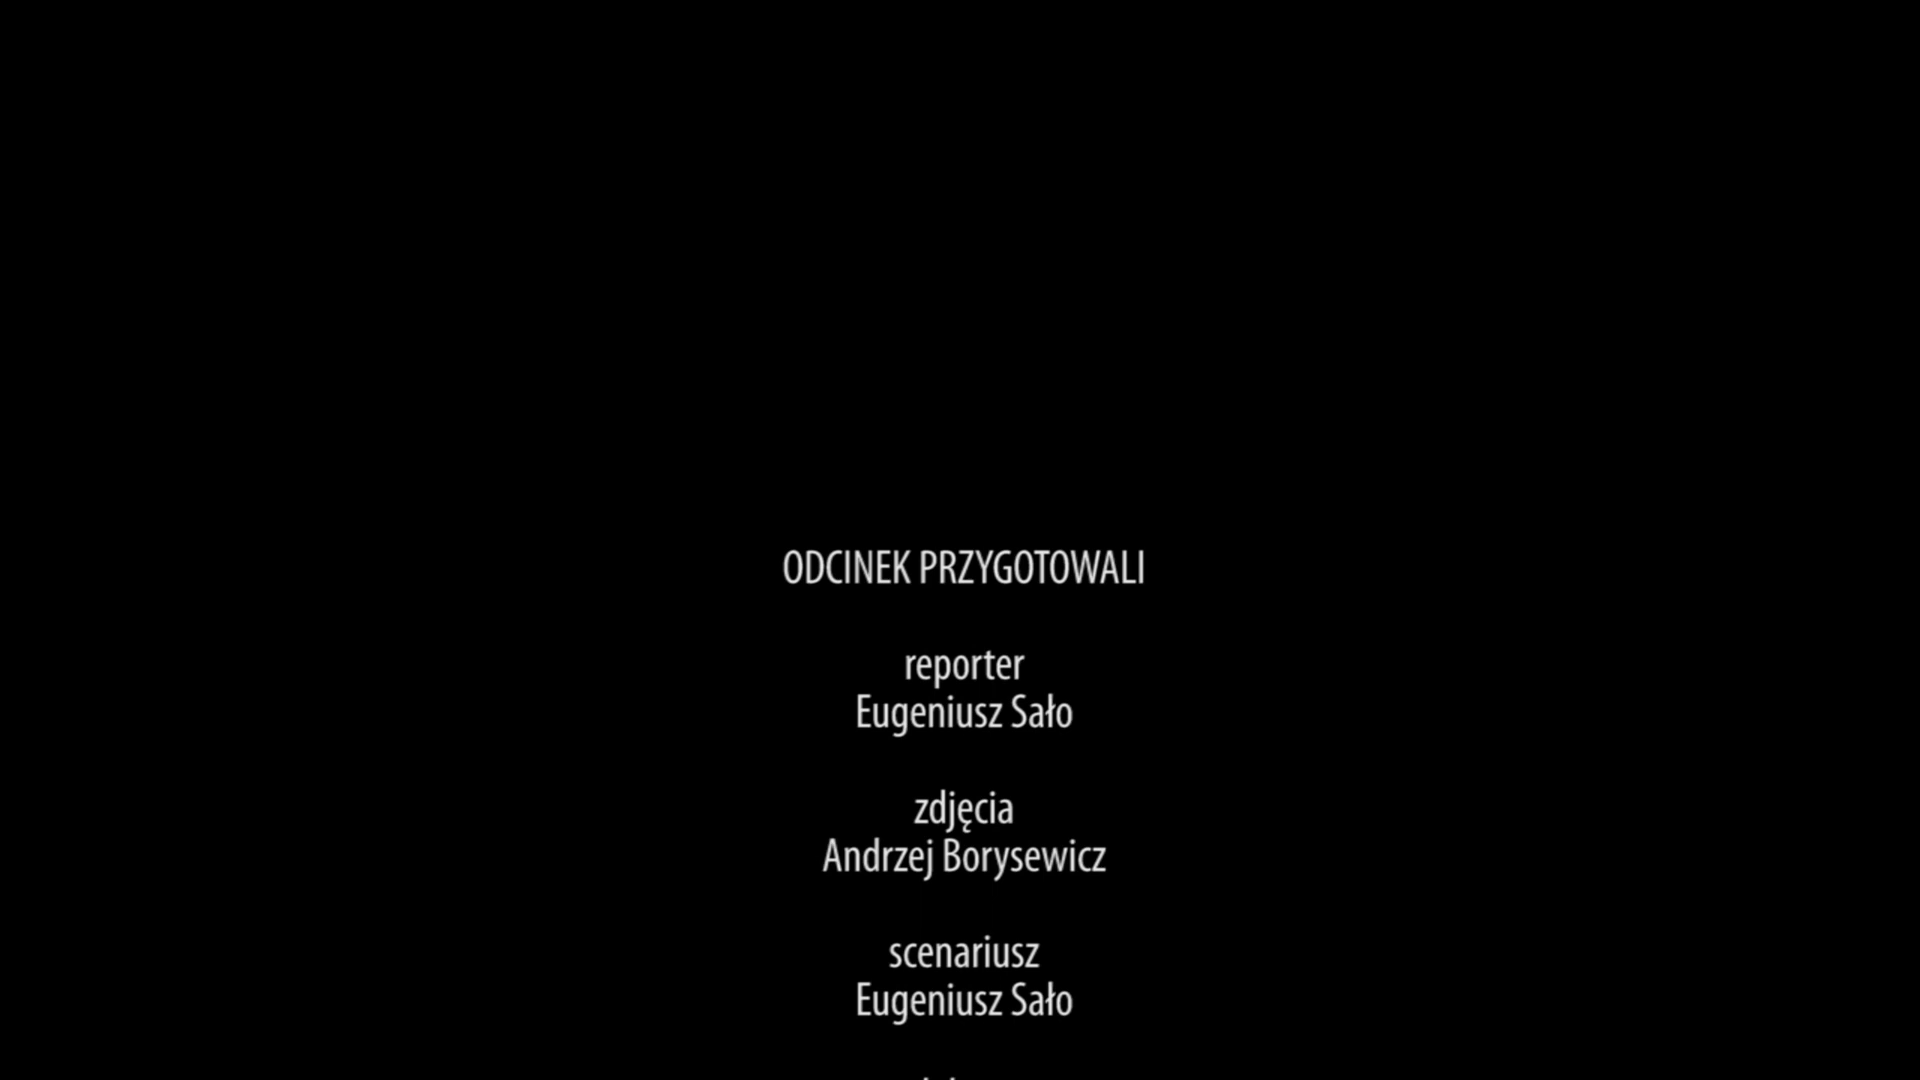 ODCINEK PRZYGOTOWALI
reporter
Eugeniusz Sało
zdjęcia
Andrzej Borysewicz
scenariusz
Eugeniusz Sało